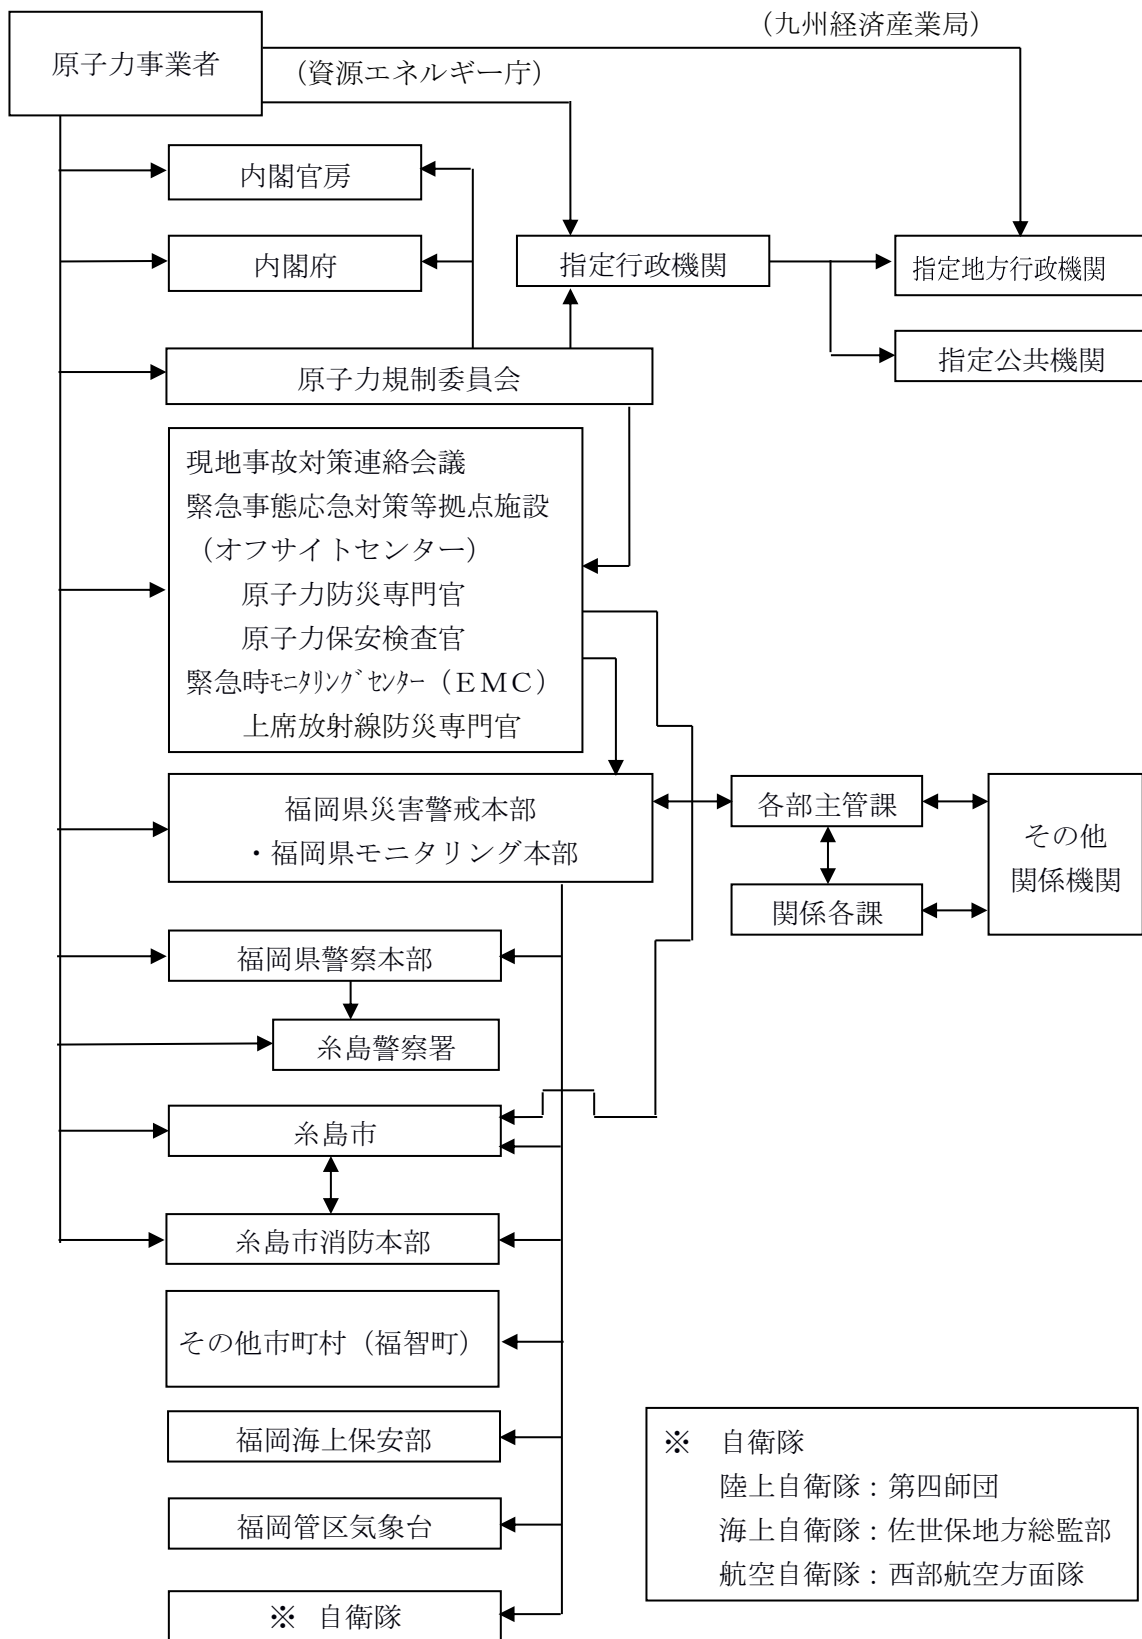 (九州経済産業局)
原子力事業者
(資源エネルギー庁)
内閣官房
内閣府
指定行政機関
指定地方行政機関
指定公共機関
原子力規制委員会
現地事故対策連絡会議
緊急事態応急対策等拠点施設
(オフサイトセンター)
原子力防災専門官
原子力保安検査官
緊急時ﾓﾆﾀﾘﾝｸﾞｾﾝﾀｰ(EMC)
上席放射線防災専門官
福岡県災害警戒本部
・福岡県モニタリング本部
各部主管課
関係各課
その他
関係機関
福岡県警察本部
糸島警察署
糸島市
糸島市消防本部
その他市町村(福智町)
福岡海上保安部
福岡管区気象台
※ 自衛隊
※ 自衛隊
陸上自衛隊:第四師団
海上自衛隊:佐世保地方総監部
航空自衛隊:西部航空方面隊